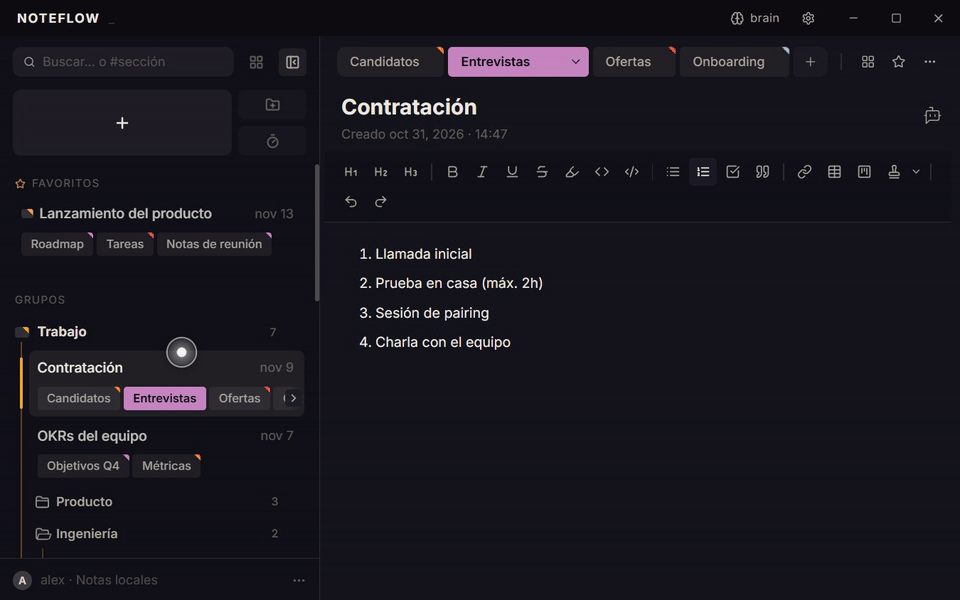 NOTEFLOW _
brain
Buscar... o #sección
FAVORITOS
Lanzamiento del producto nov 13
Roadmap Tareas Notas de reunión
GRUPOS
Trabajo 7
Contratación nov 9
Candidatos Entrevistas Ofertas
OKRs del equipo nov 7
Objetivos Q4 Métricas
Producto 3
Ingeniería 2
A alex · Notas locales
Candidatos Entrevistas Ofertas Onboarding
Contratación
Creado oct 31, 2026 · 14:47
H1 H2 H3 B I U S
1. Llamada inicial
2. Prueba en casa (máx. 2h)
3. Sesión de pairing
4. Charla con el equipo